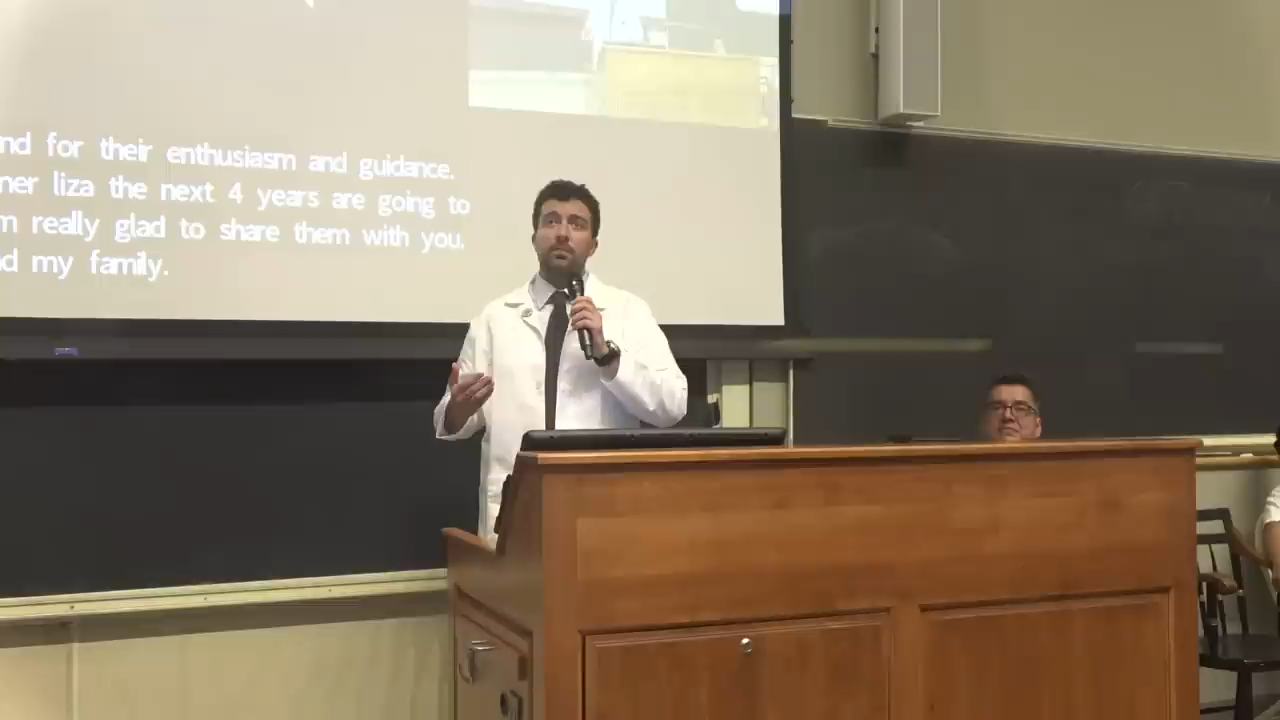 nd for their enthusiasm and guidance.
ner liza the next 4 years are going to
m really glad to share them with you.
d my family.